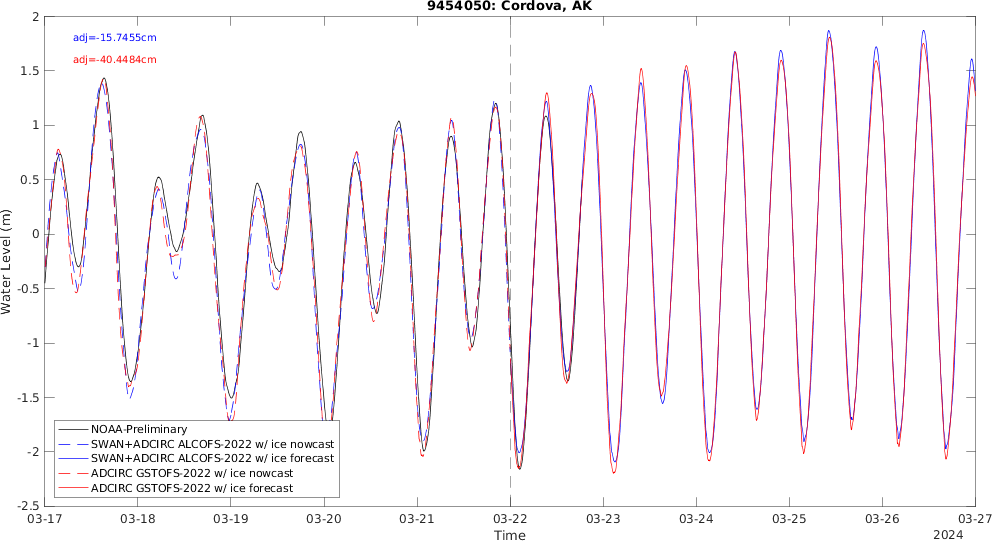 9454050: Cordova, AK
adj=-15.7455cm
adj=-40.4484cm
2
1.5
1
0.5
0
-0.5
-1
-1.5
-2
-2.5
Water Level (m)
NOAA-Preliminary
SWAN+ADCIRC ALCOFS-2022 w/ ice nowcast
SWAN+ADCIRC ALCOFS-2022 w/ ice forecast
ADCIRC GSTOFS-2022 w/ ice nowcast
ADCIRC GSTOFS-2022 w/ ice forecast
03-17 03-18 03-19 03-20 03-21 03-22 03-23 03-24 03-25 03-26 03-27
Time
2024